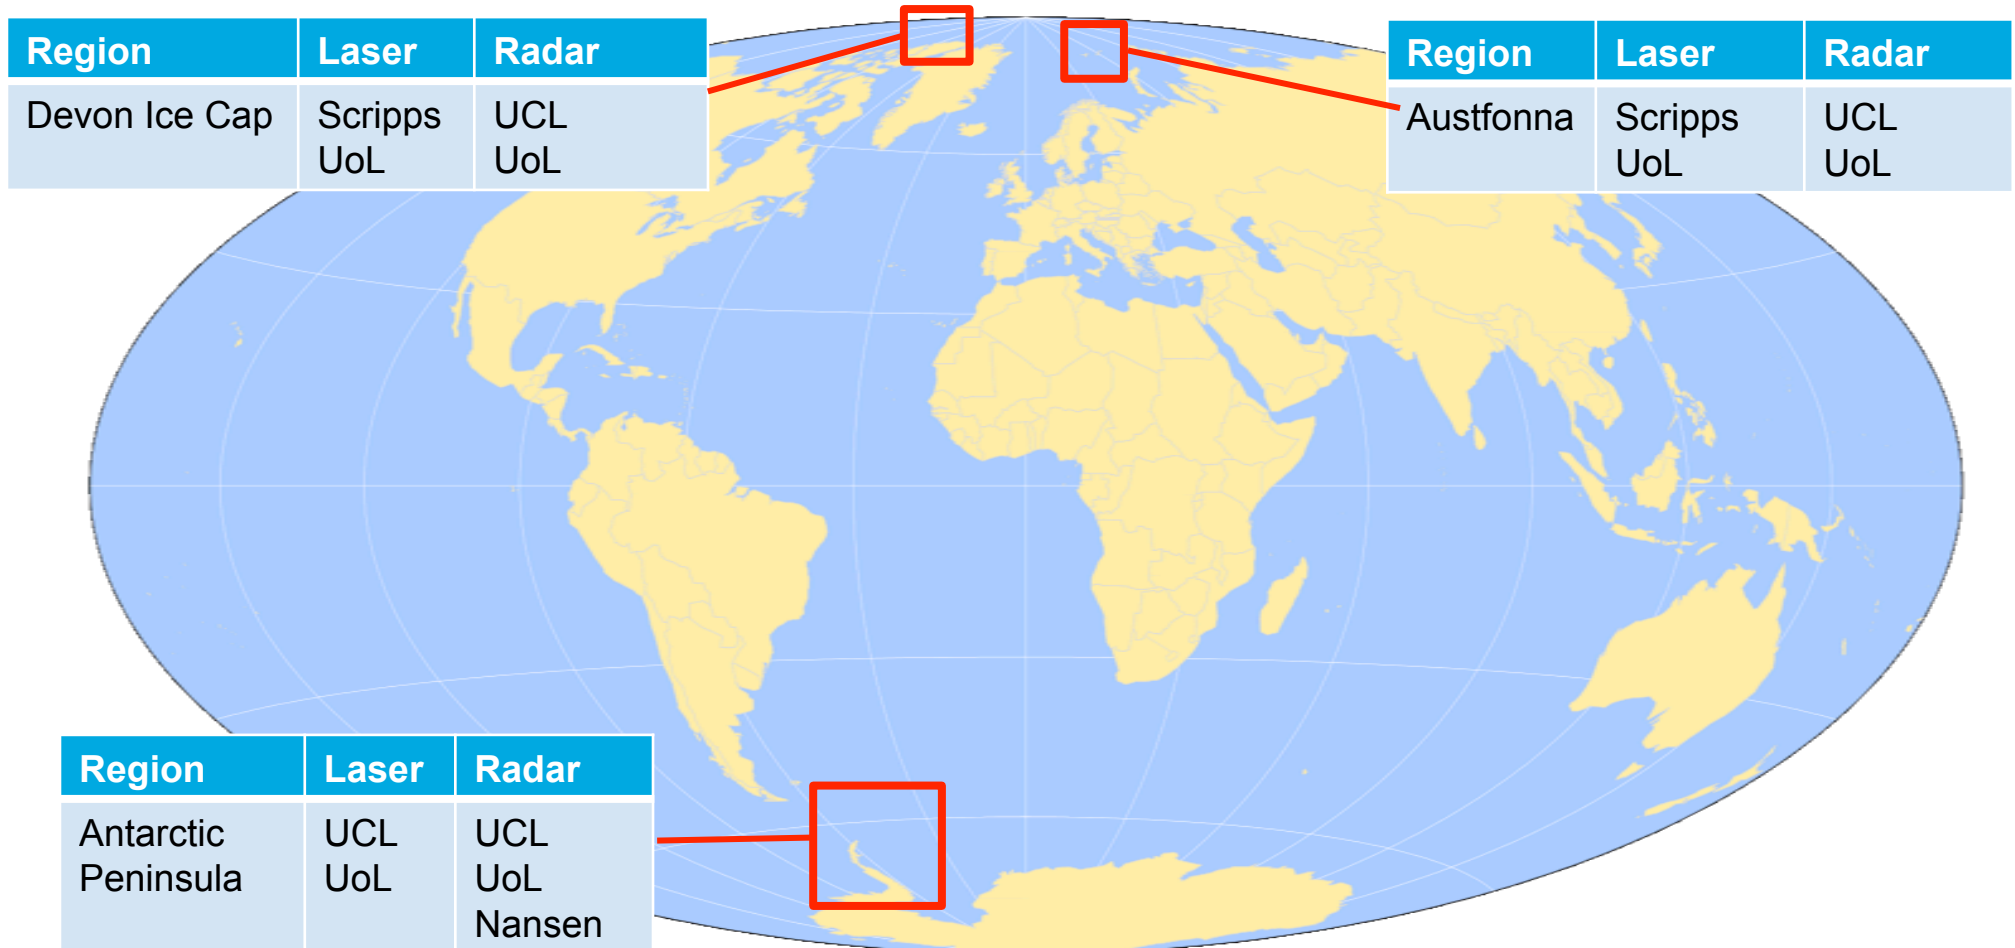 Region Laser Radar
Devon Ice Cap Scripps UCL
UoL UoL
Region Laser Radar
Austfonna Scripps UCL
UoL UoL
Region Laser Radar
Antarctic UCL UCL
Peninsula UoL UoL
Nansen